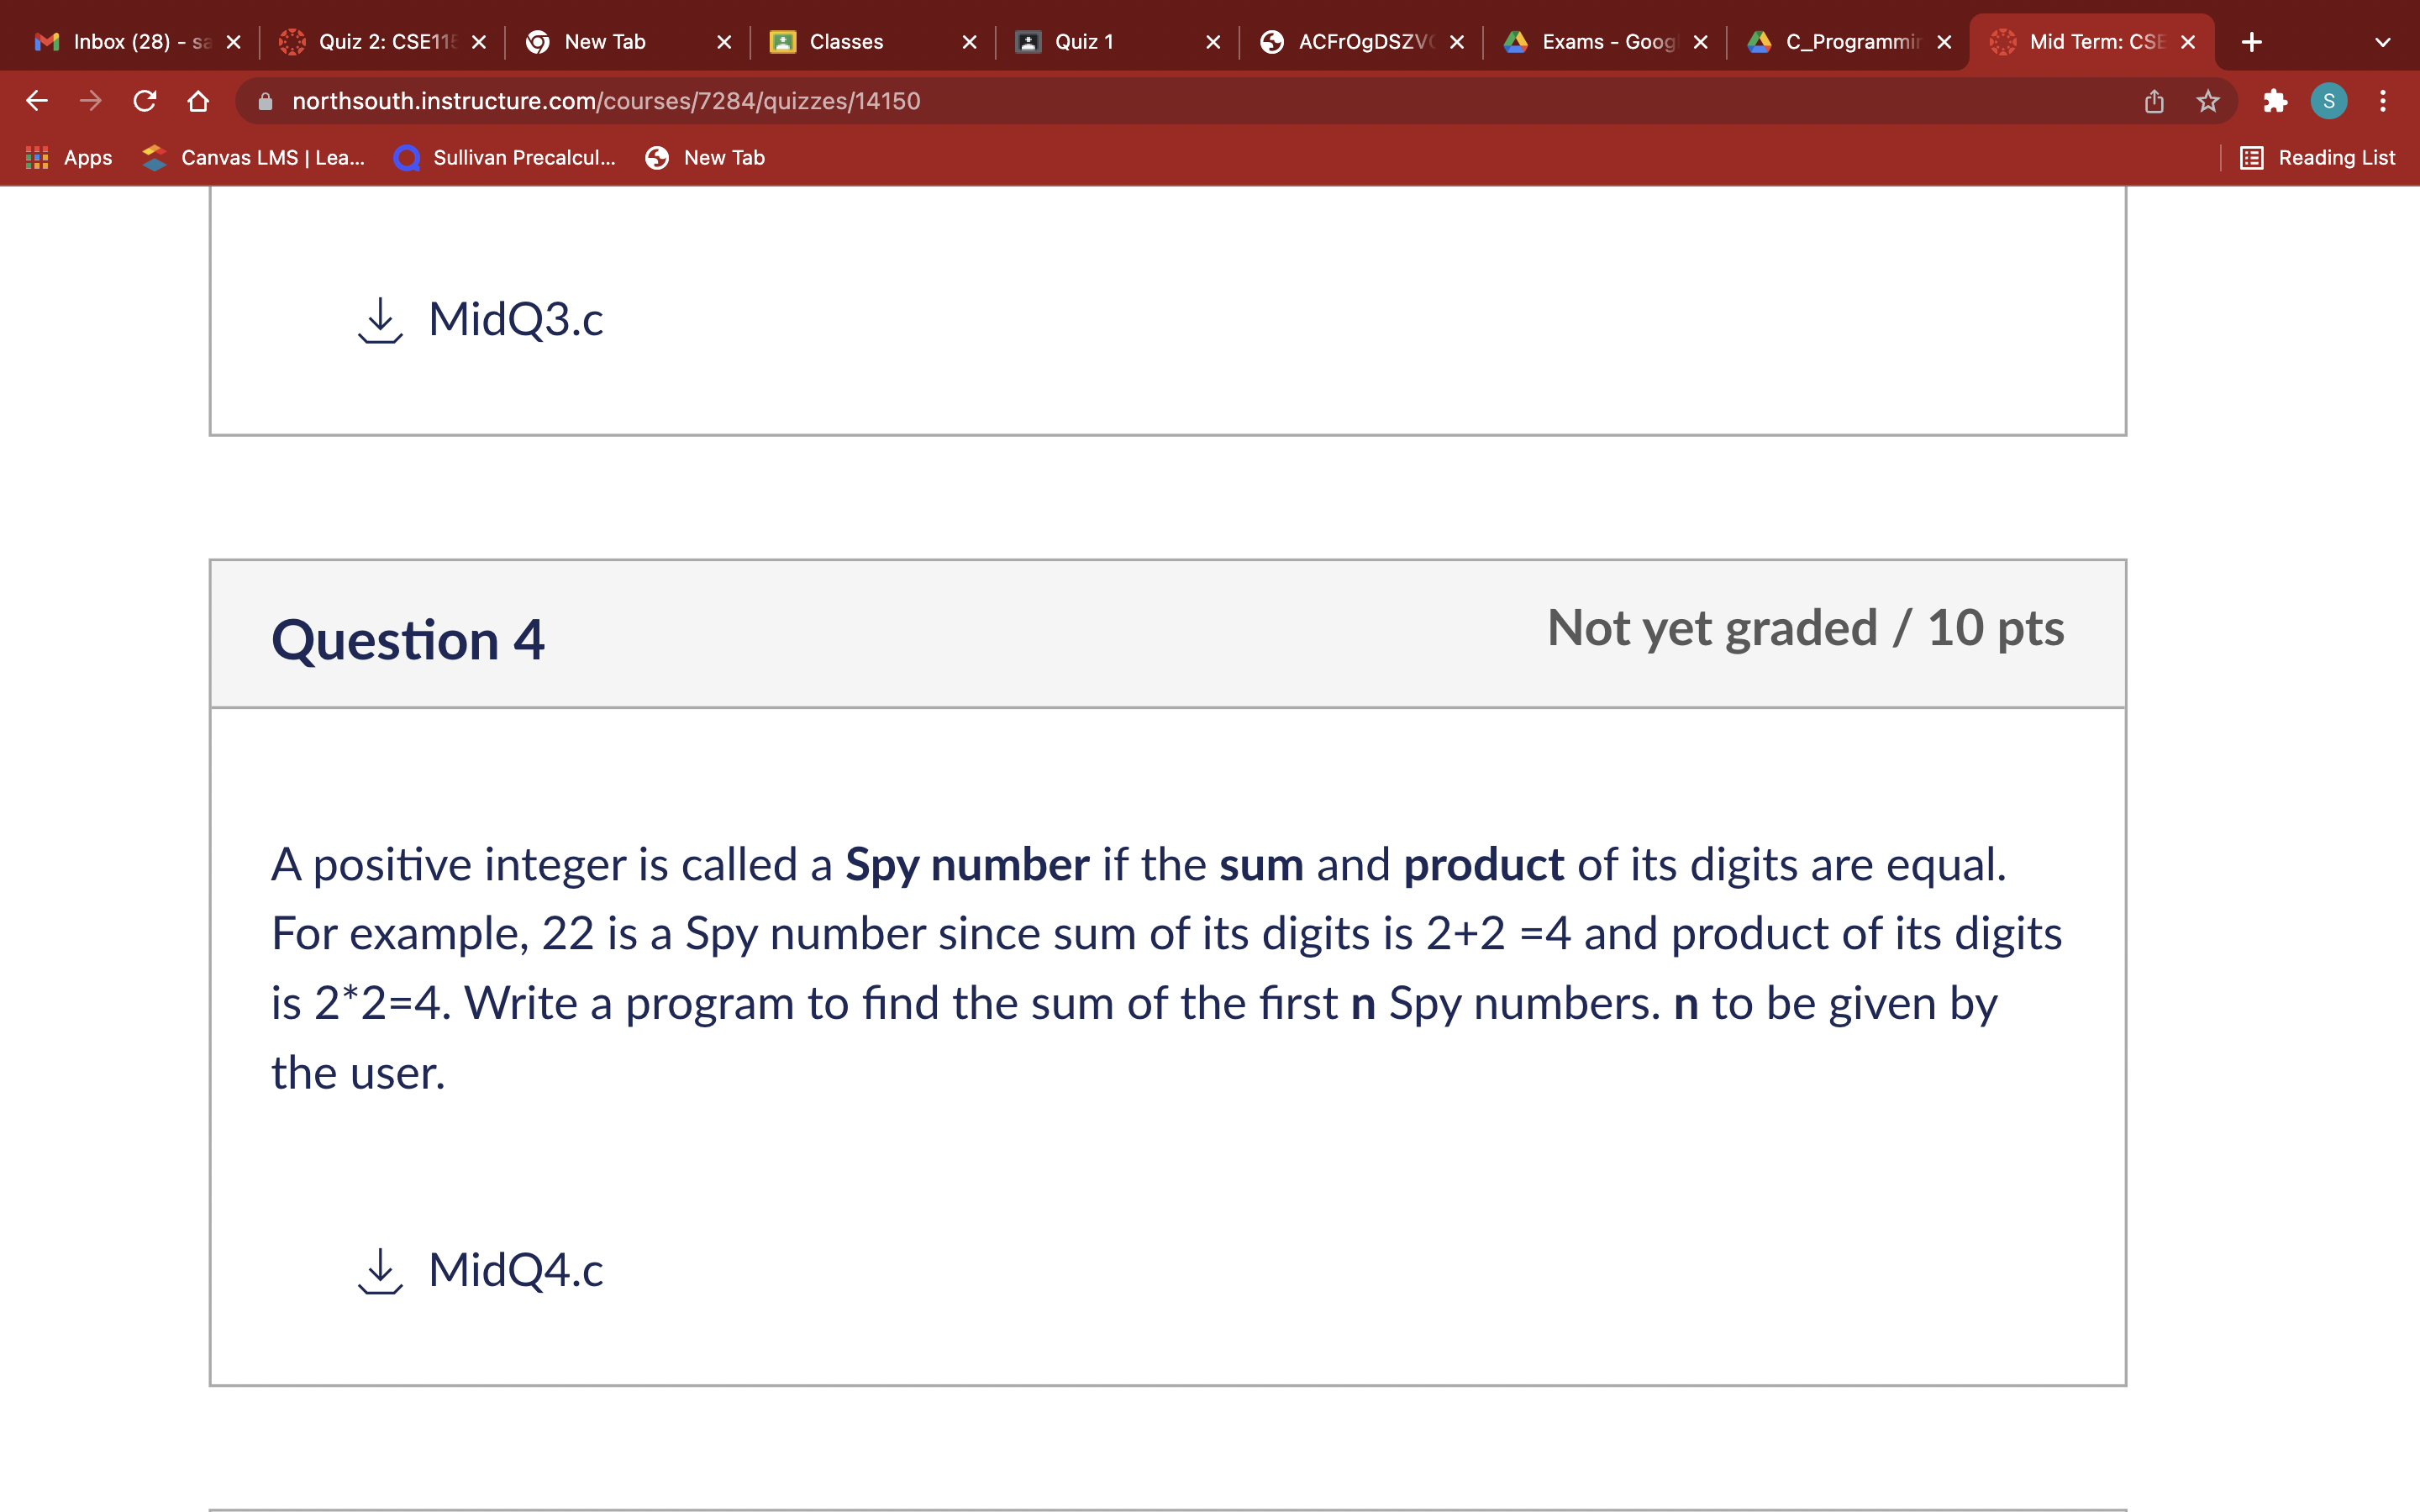 Inbox (28) - sa
Quiz 2: CSE115
New Tab
Classes
Quiz 1
ACFrOgDSZV
Exams - Goog
C_Programmi
Mid Term: CSE
northsouth.instructure.com/courses/7284/quizzes/14150
S
Apps
Canvas LMS | Lea...
Sullivan Precalcul...
New Tab
Reading List
MidQ3.c
Question 4
Not yet graded / 10 pts
A positive integer is called a Spy number if the sum and product of its digits are equal.
For example, 22 is a Spy number since sum of its digits is 2+2 =4 and product of its digits
is 2*2=4. Write a program to find the sum of the first n Spy numbers. n to be given by
the user.
MidQ4.c